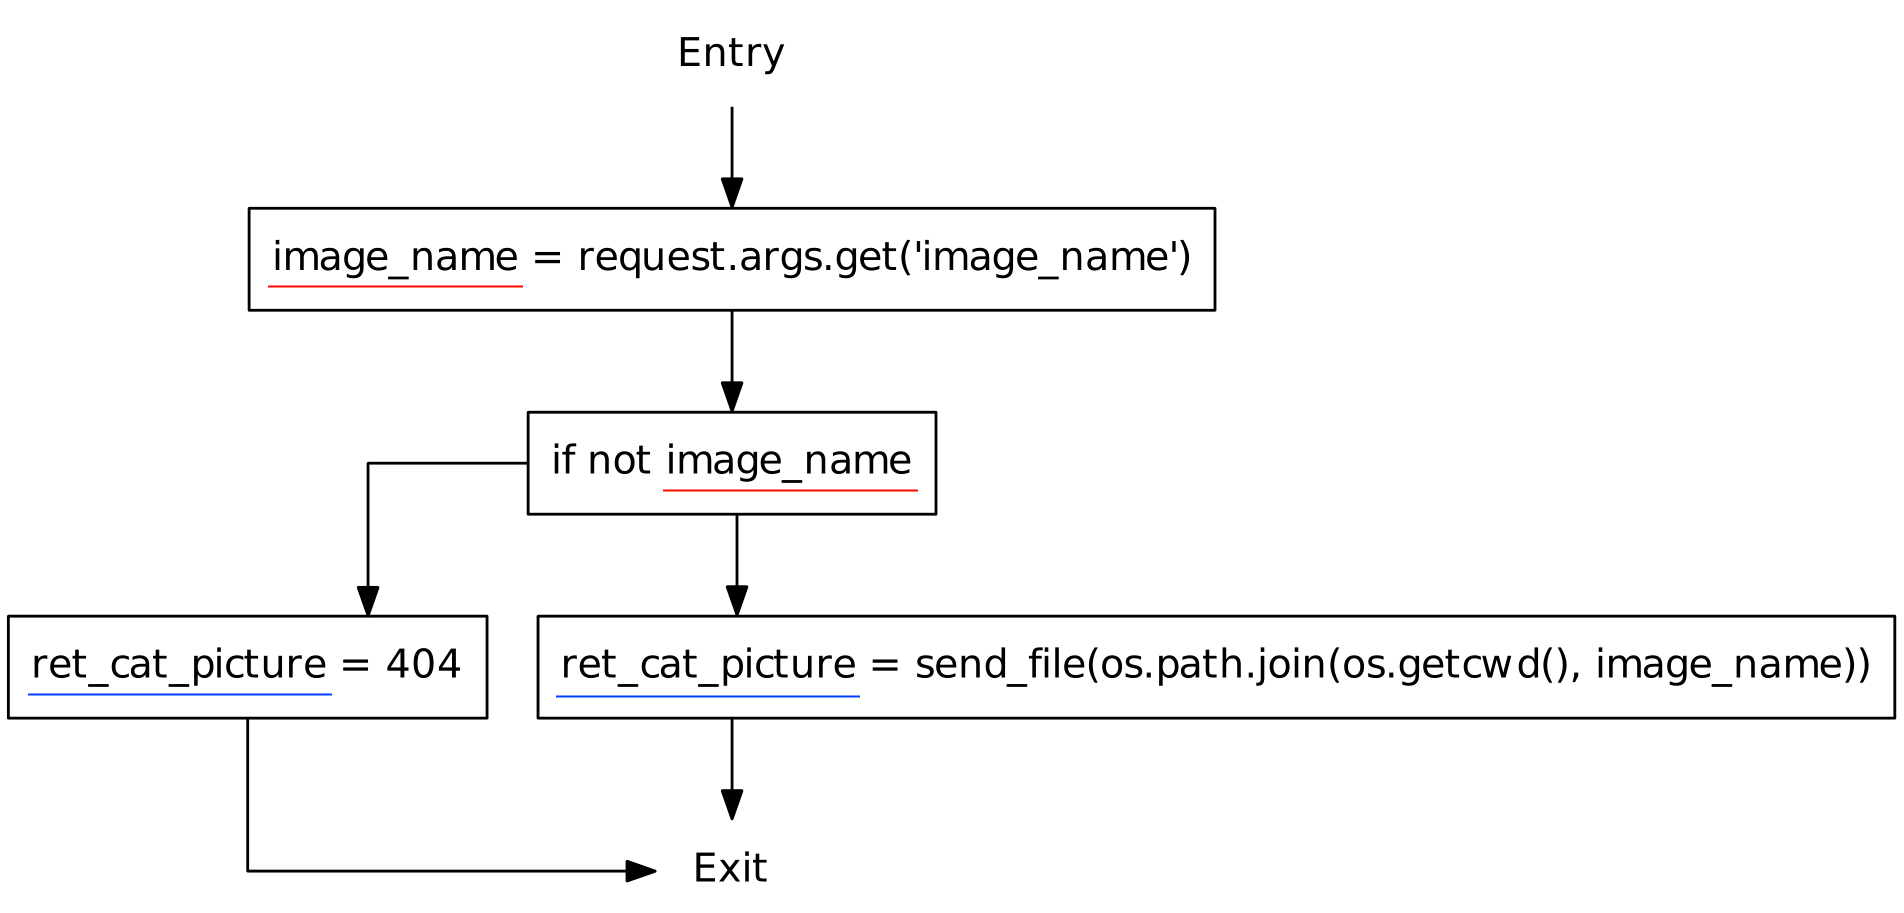 Entry
image_name = request.args.get('image_name')
if not image_name
ret_cat_picture = 404
ret_cat_picture = send_file(os.path.join(os.getcwd(), image_name))
Exit